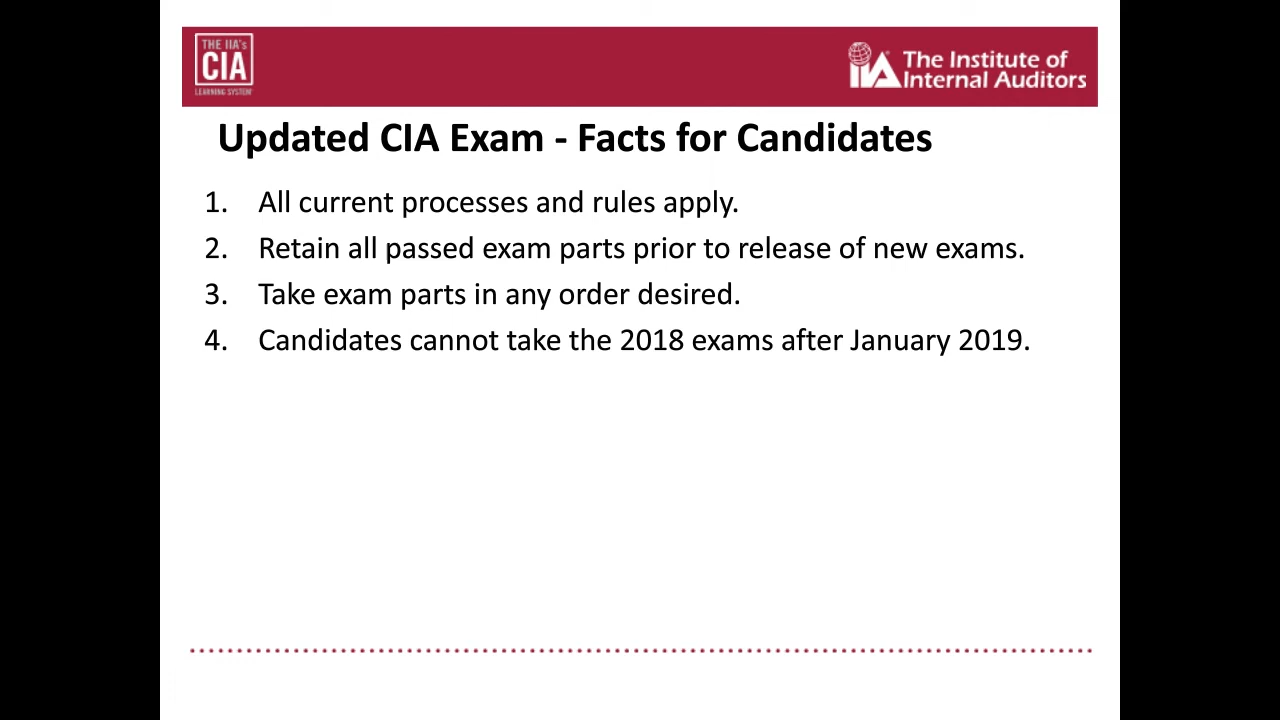 THE IIA's
CIA
LEARNING SYSTEM®
IIA
The Institute of
Internal Auditors
Updated CIA Exam - Facts for Candidates
1. All current processes and rules apply.
2. Retain all passed exam parts prior to release of new exams.
3. Take exam parts in any order desired.
4. Candidates cannot take the 2018 exams after January 2019.